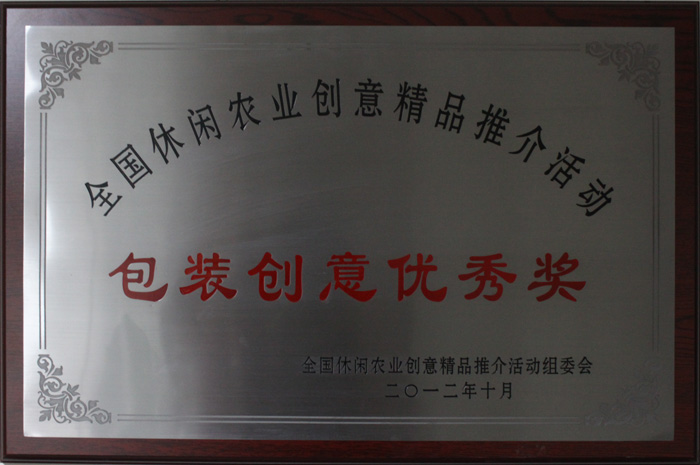 全国休闲农业创意精品推介活动
包装创意优秀奖
全国休闲农业创意精品推介活动组委会
二〇一二年十月